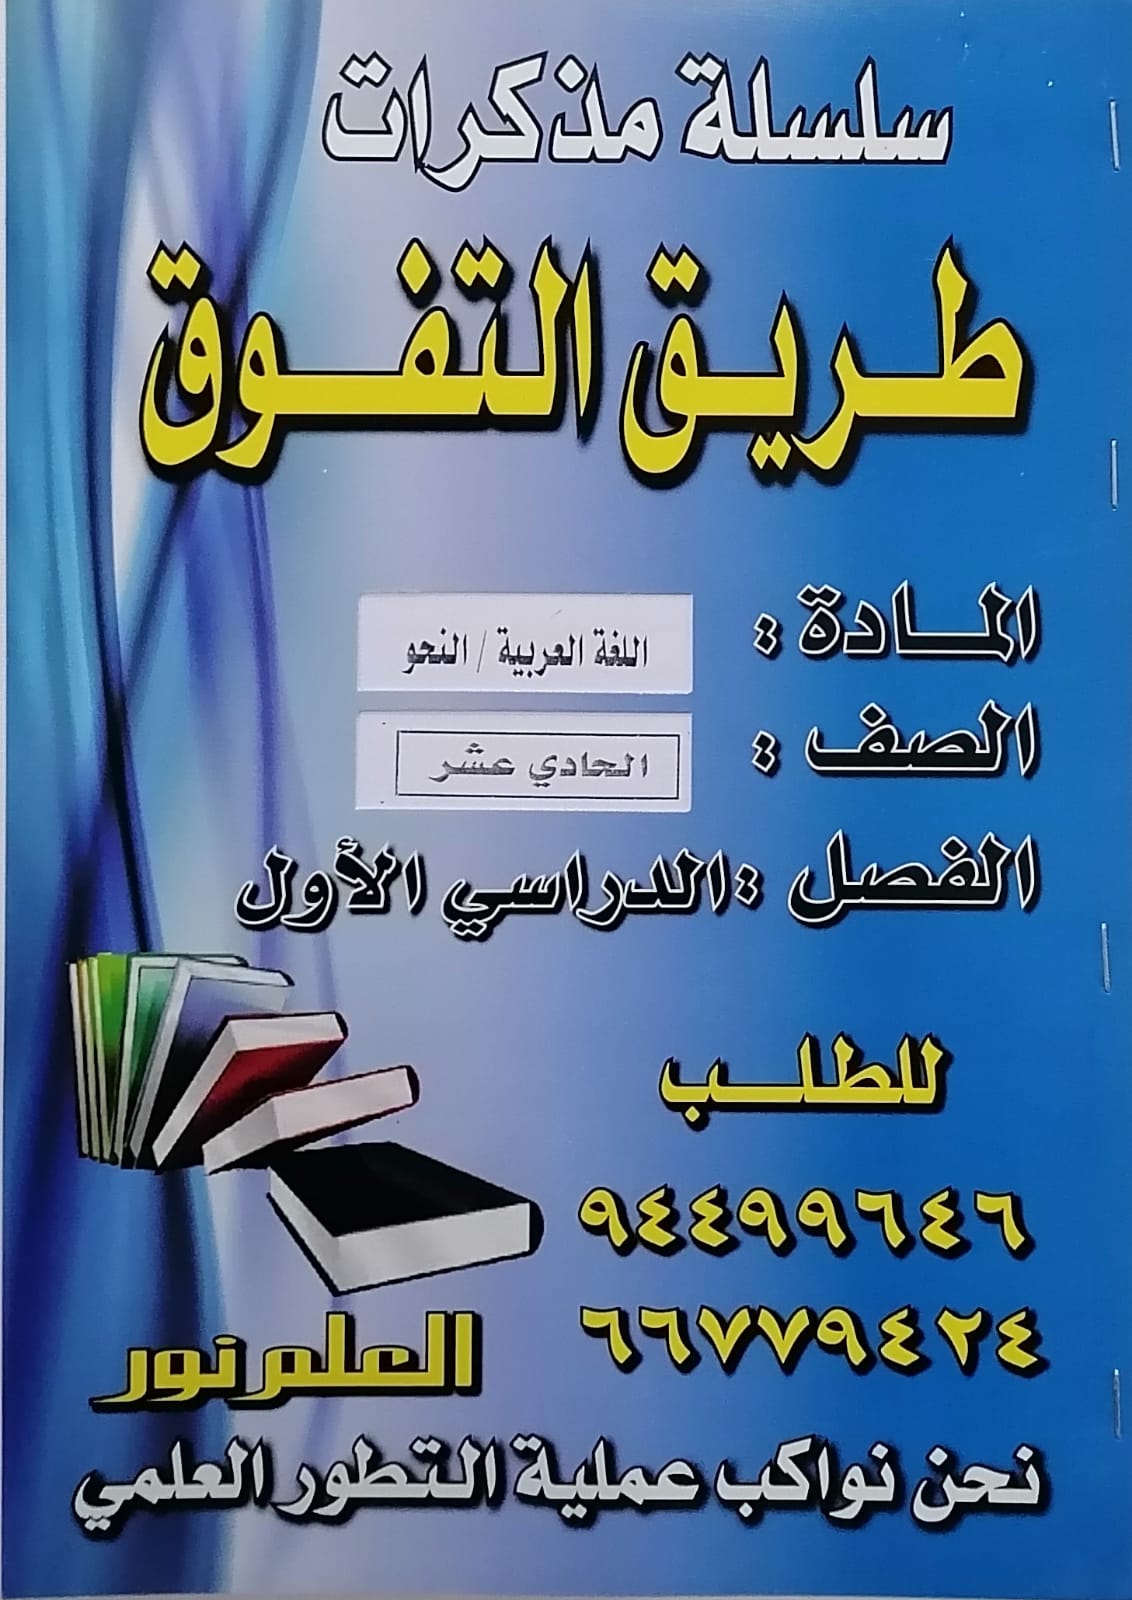 سلسلة مذكرات
طريق التفوق
المادة :
اللغة العربية / النحو
الصف :
الحادي عشر
الفصل : الدراسي الأول
للطلب
٩٤٤٩٩٦٤٦
٦٦٧٧٩٤٢٤
العلم نور
نحن نواكب عملية التطور العلمي